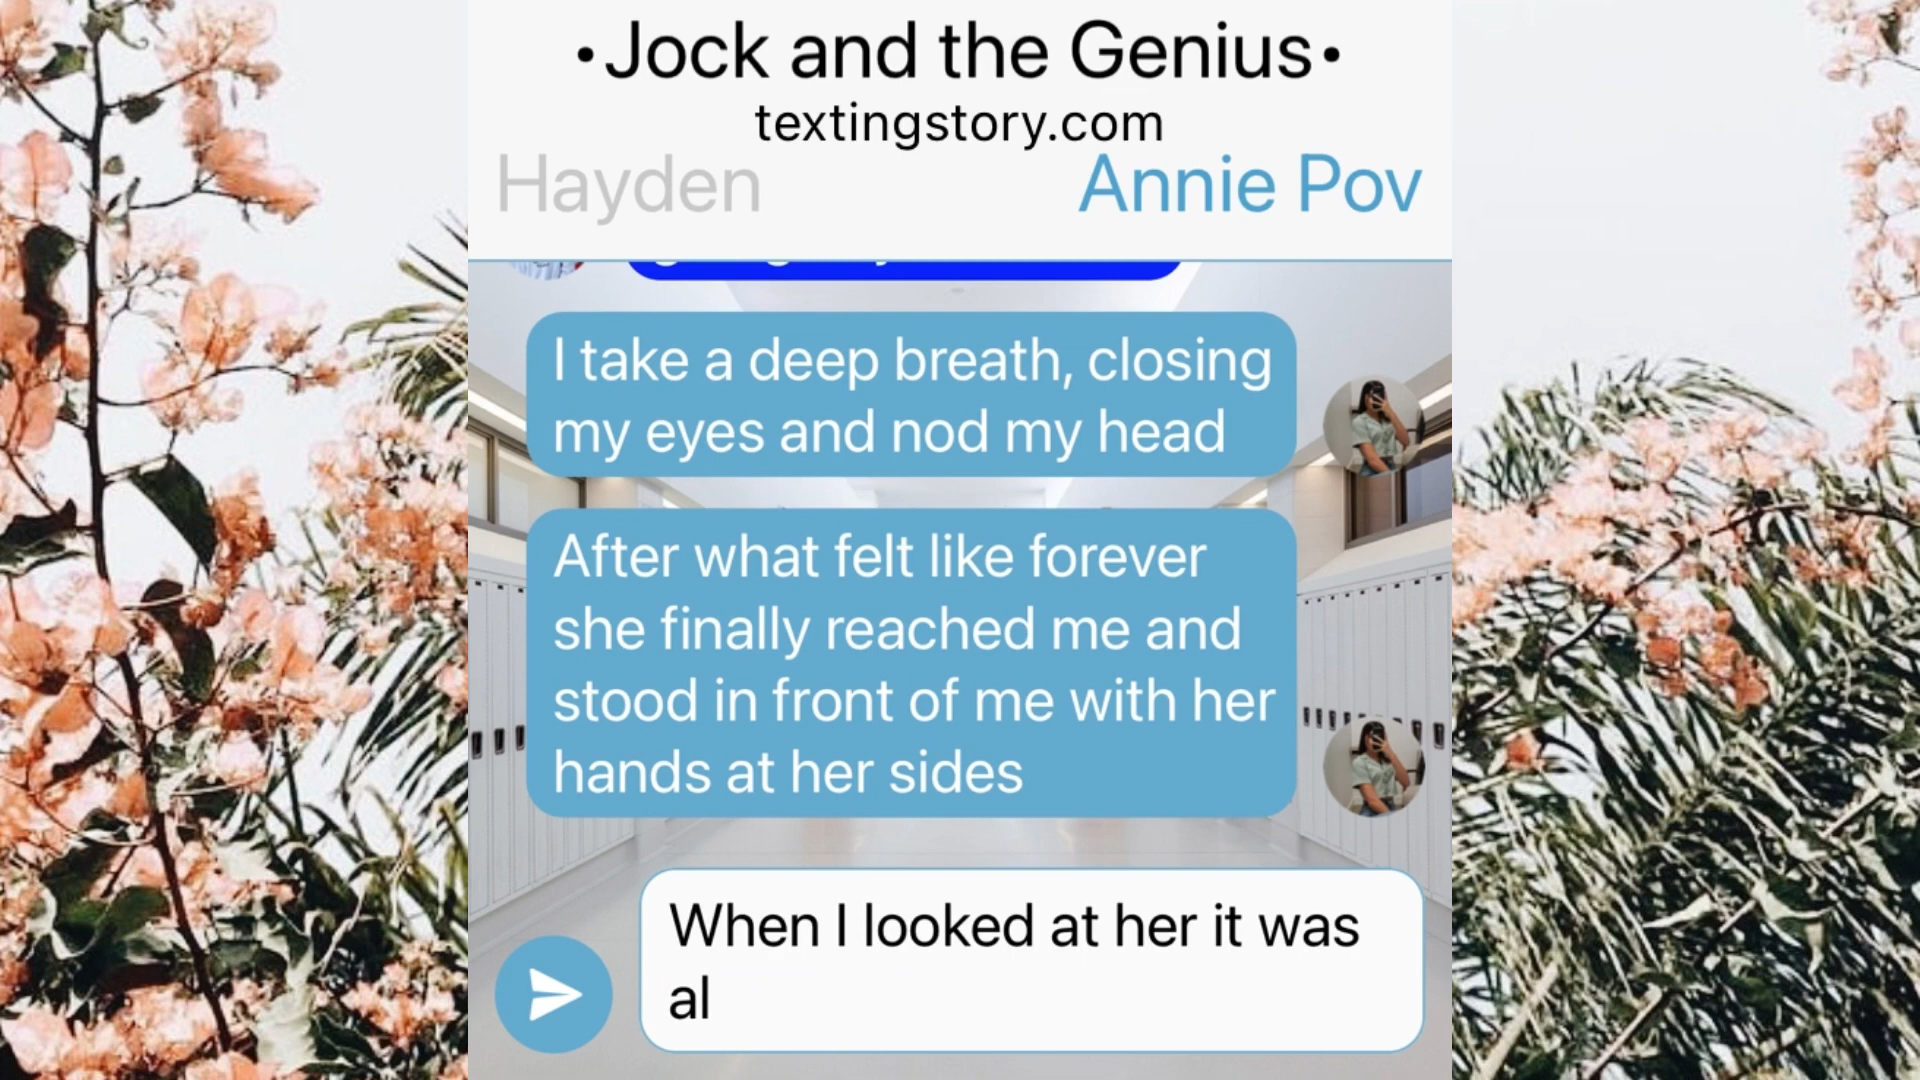 •Jock and the Genius•
textingstory.com
Hayden
Annie Pov
I take a deep breath, closing
my eyes and nod my head
After what felt like forever
she finally reached me and
stood in front of me with her
hands at her sides
When I looked at her it was
al